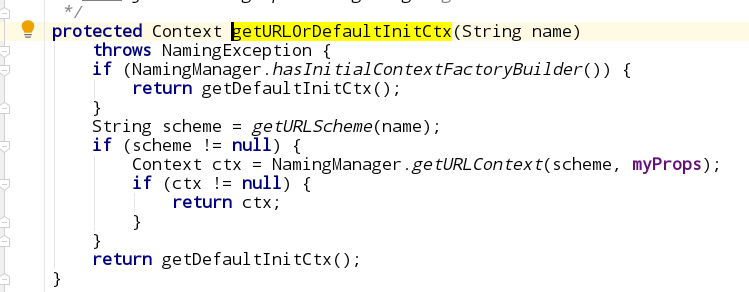 */
protected Context getURLOrDefaultInitCtx(String name)
throws NamingException {
if (NamingManager.hasInitialContextFactoryBuilder()) {
return getDefaultInitCtx();
}
String scheme = getURLScheme(name);
if (scheme != null) {
Context ctx = NamingManager.getURLContext(scheme, myProps);
if (ctx != null) {
return ctx;
}
}
return getDefaultInitCtx();
}